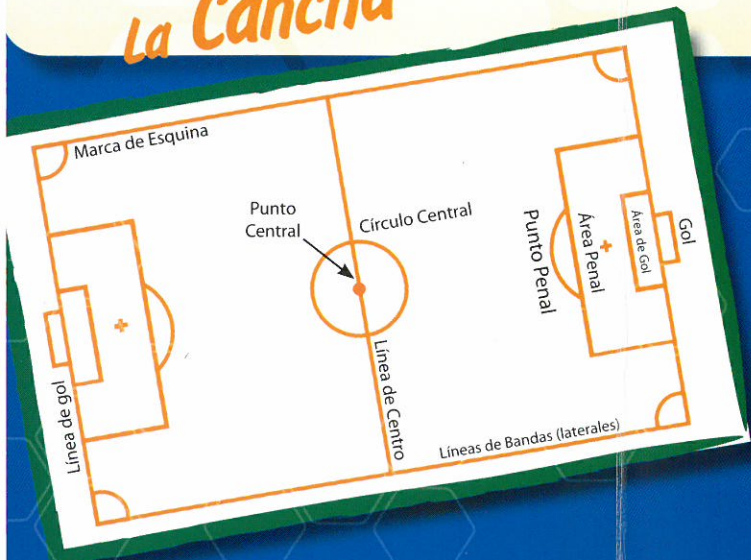 La Cancha
Marca de Esquina
Punto
Central
Círculo Central
Punto Penal
Área Penal
Área de Gol
Gol
Línea de gol
Línea de Centro
Líneas de Bandas (laterales)